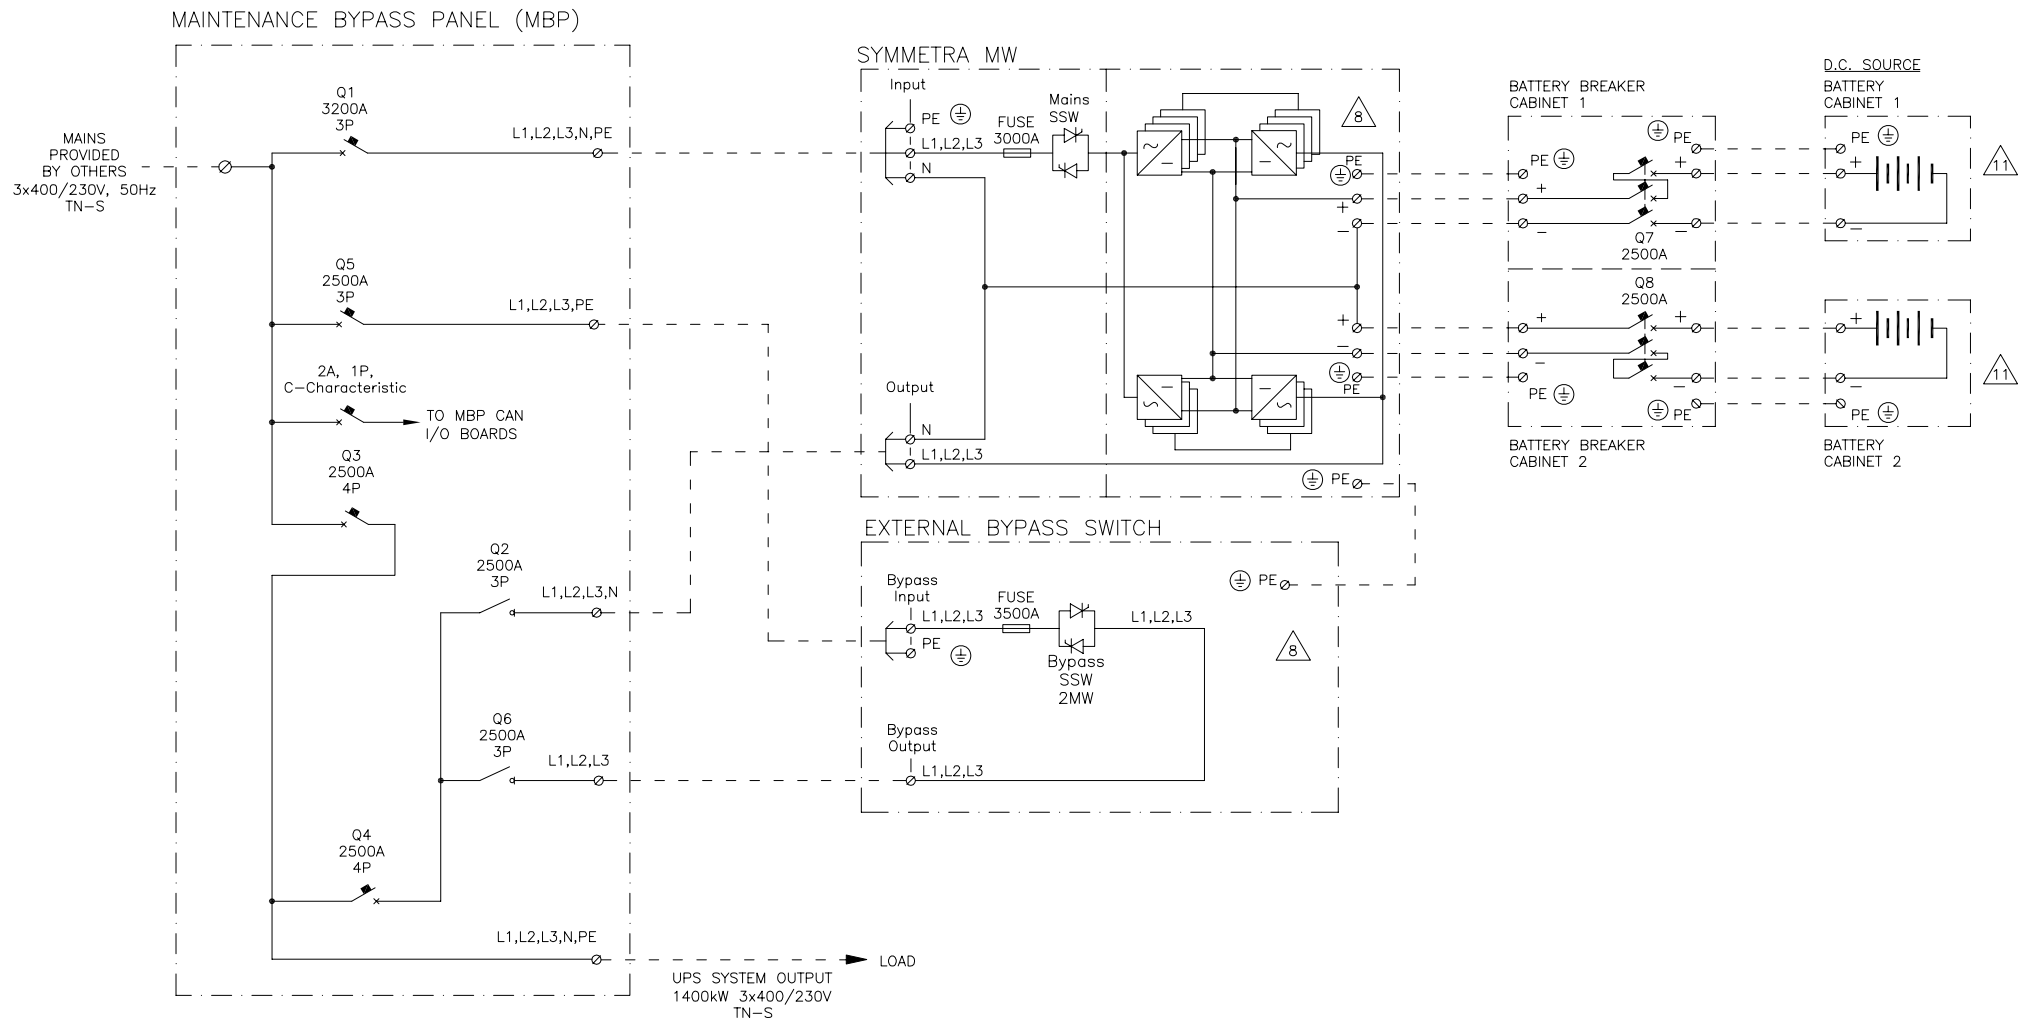 MAINTENANCE BYPASS PANEL (MBP)
MAINS
PROVIDED
BY OTHERS
3x400/230V, 50Hz
TN-S
Q1
3200A
3P
L1,L2,L3,N,PE
Q5
2500A
3P
L1,L2,L3,PE
2A, 1P,
C-Characteristic
TO MBP CAN
I/O BOARDS
Q3
2500A
4P
Q2
2500A
3P
L1,L2,L3,N
Q6
2500A
3P
L1,L2,L3
Q4
2500A
4P
L1,L2,L3,N,PE
UPS SYSTEM OUTPUT
1400kW 3x400/230V
TN-S
LOAD
SYMMETRA MW
Input
PE
L1,L2,L3
N
FUSE
3000A
Mains
SSW
8
PE
+
-
+
-
PE
Output
N
L1,L2,L3
PE
EXTERNAL BYPASS SWITCH
Bypass
Input
L1,L2,L3
PE
FUSE
3500A
Bypass
SSW
2MW
L1,L2,L3
PE
8
Bypass
Output
L1,L2,L3
BATTERY BREAKER
CABINET 1
PE
PE
+
+
-
-
Q7
2500A
Q8
2500A
+
+
-
-
PE
PE
BATTERY BREAKER
CABINET 2
D.C. SOURCE
BATTERY
CABINET 1
PE
+
-
11
+
-
PE
11
BATTERY
CABINET 2